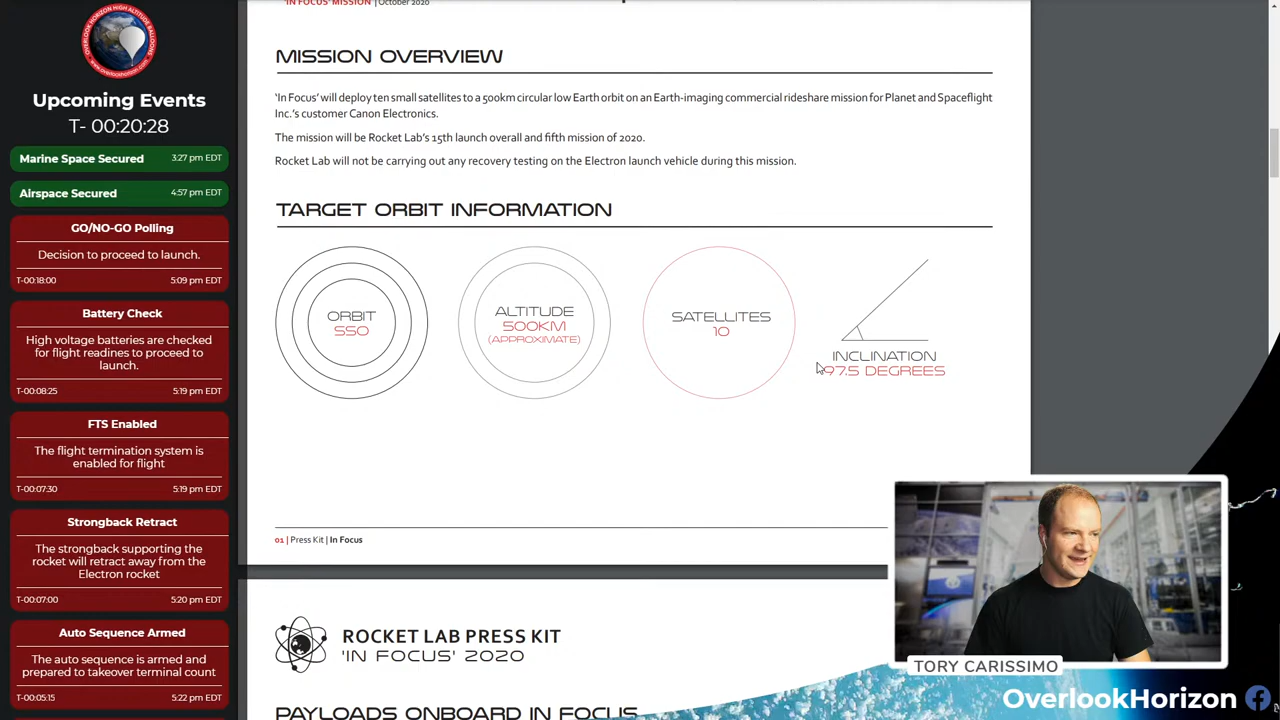 OVERLOOK HORIZON HIGH ALTITUDE BALLOONS
www.overlookhorizon.com
Upcoming Events
T- 00:20:28
Marine Space Secured 3:27 pm EDT
Airspace Secured 4:57 pm EDT
GO/NO-GO Polling
Decision to proceed to launch.
T-00:18:00 5:09 pm EDT
Battery Check
High voltage batteries are checked
for flight readines to proceed to
launch.
T-00:08:25 5:19 pm EDT
FTS Enabled
The flight termination system is
enabled for flight
T-00:07:30 5:19 pm EDT
Strongback Retract
The strongback supporting the
rocket will retract away from the
Electron rocket
T-00:07:00 5:20 pm EDT
Auto Sequence Armed
The auto sequence is armed and
prepared to takeover terminal count
T-00:05:15 5:22 pm EDT
'IN FOCUS' MISSION | October 2020
MISSION OVERVIEW
'In Focus' will deploy ten small satellites to a 500km circular low Earth orbit on an Earth-imaging commercial rideshare mission for Planet and Spaceflight
Inc.'s customer Canon Electronics.
The mission will be Rocket Lab's 15th launch overall and fifth mission of 2020.
Rocket Lab will not be carrying out any recovery testing on the Electron launch vehicle during this mission.
TARGET ORBIT INFORMATION
ORBIT
SSO
ALTITUDE
500KM
(APPROXIMATE)
SATELLITES
10
INCLINATION
97.5 DEGREES
01 | Press Kit | In Focus
ROCKET LAB PRESS KIT
'IN FOCUS' 2020
PAYLOADS ONBOARD IN FOCUS
TORY CARISSIMO
OverlookHorizon